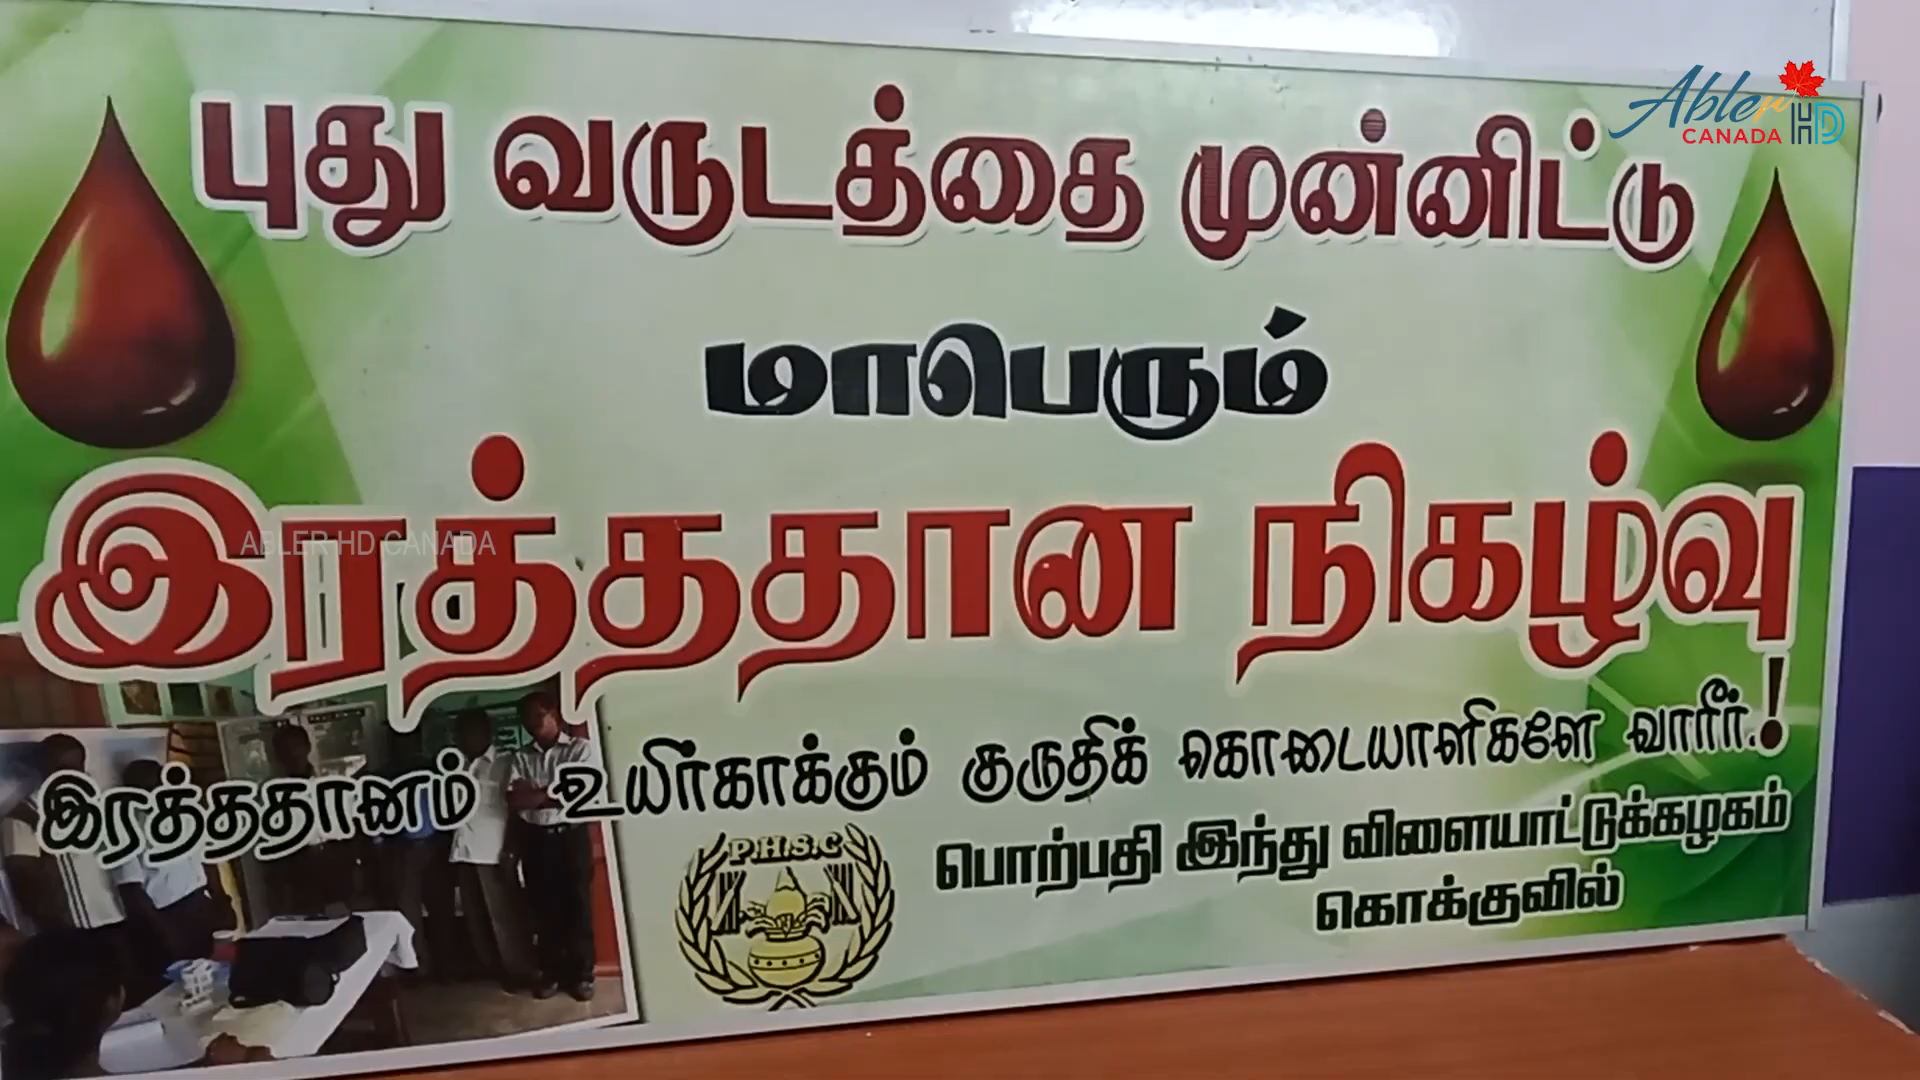 Abler
CANADA HD
புது வருடத்தை முன்னிட்டு
மாபெரும்
இரத்ததான நிகழ்வு!
ABLER HD CANADA
இரத்ததானம் உயிர்காக்கும் குருதிக் கொடையாளிகளே வாரீர்.!
P.H.S.C
பொற்பதி இந்து விளையாட்டுக்கழகம்
கொக்குவில்